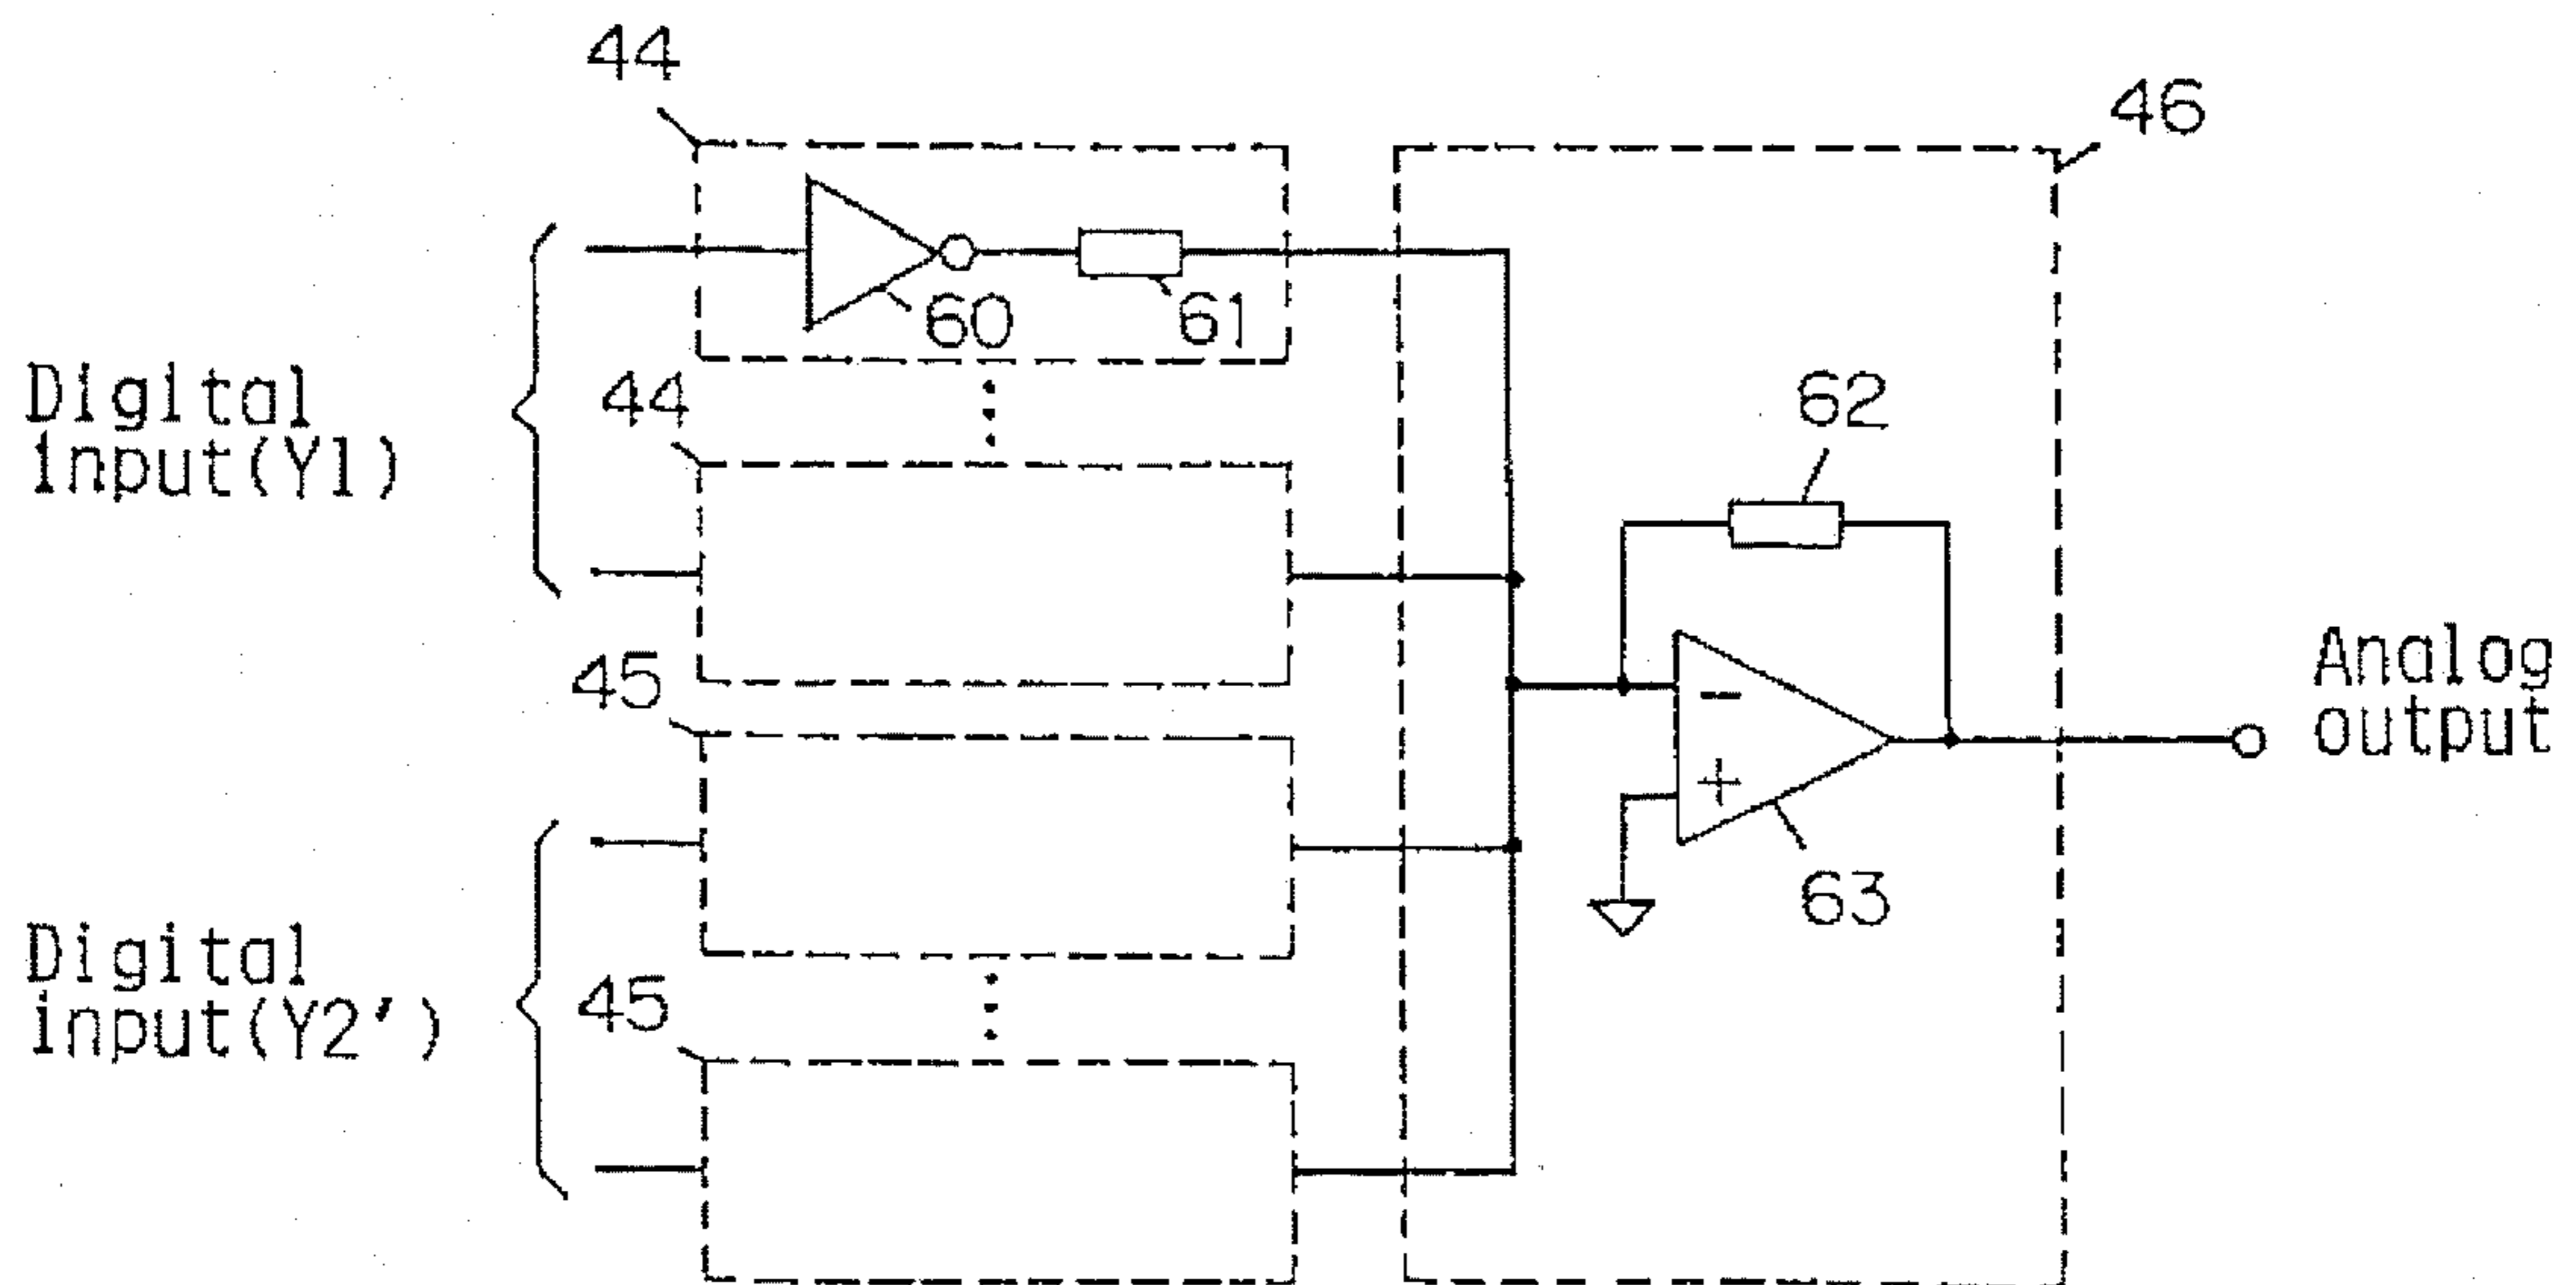 44
46
60
61
Digital
input(Y1)
44
62
45
−
+
63
Analog
output
Digital
input(Y2')
45